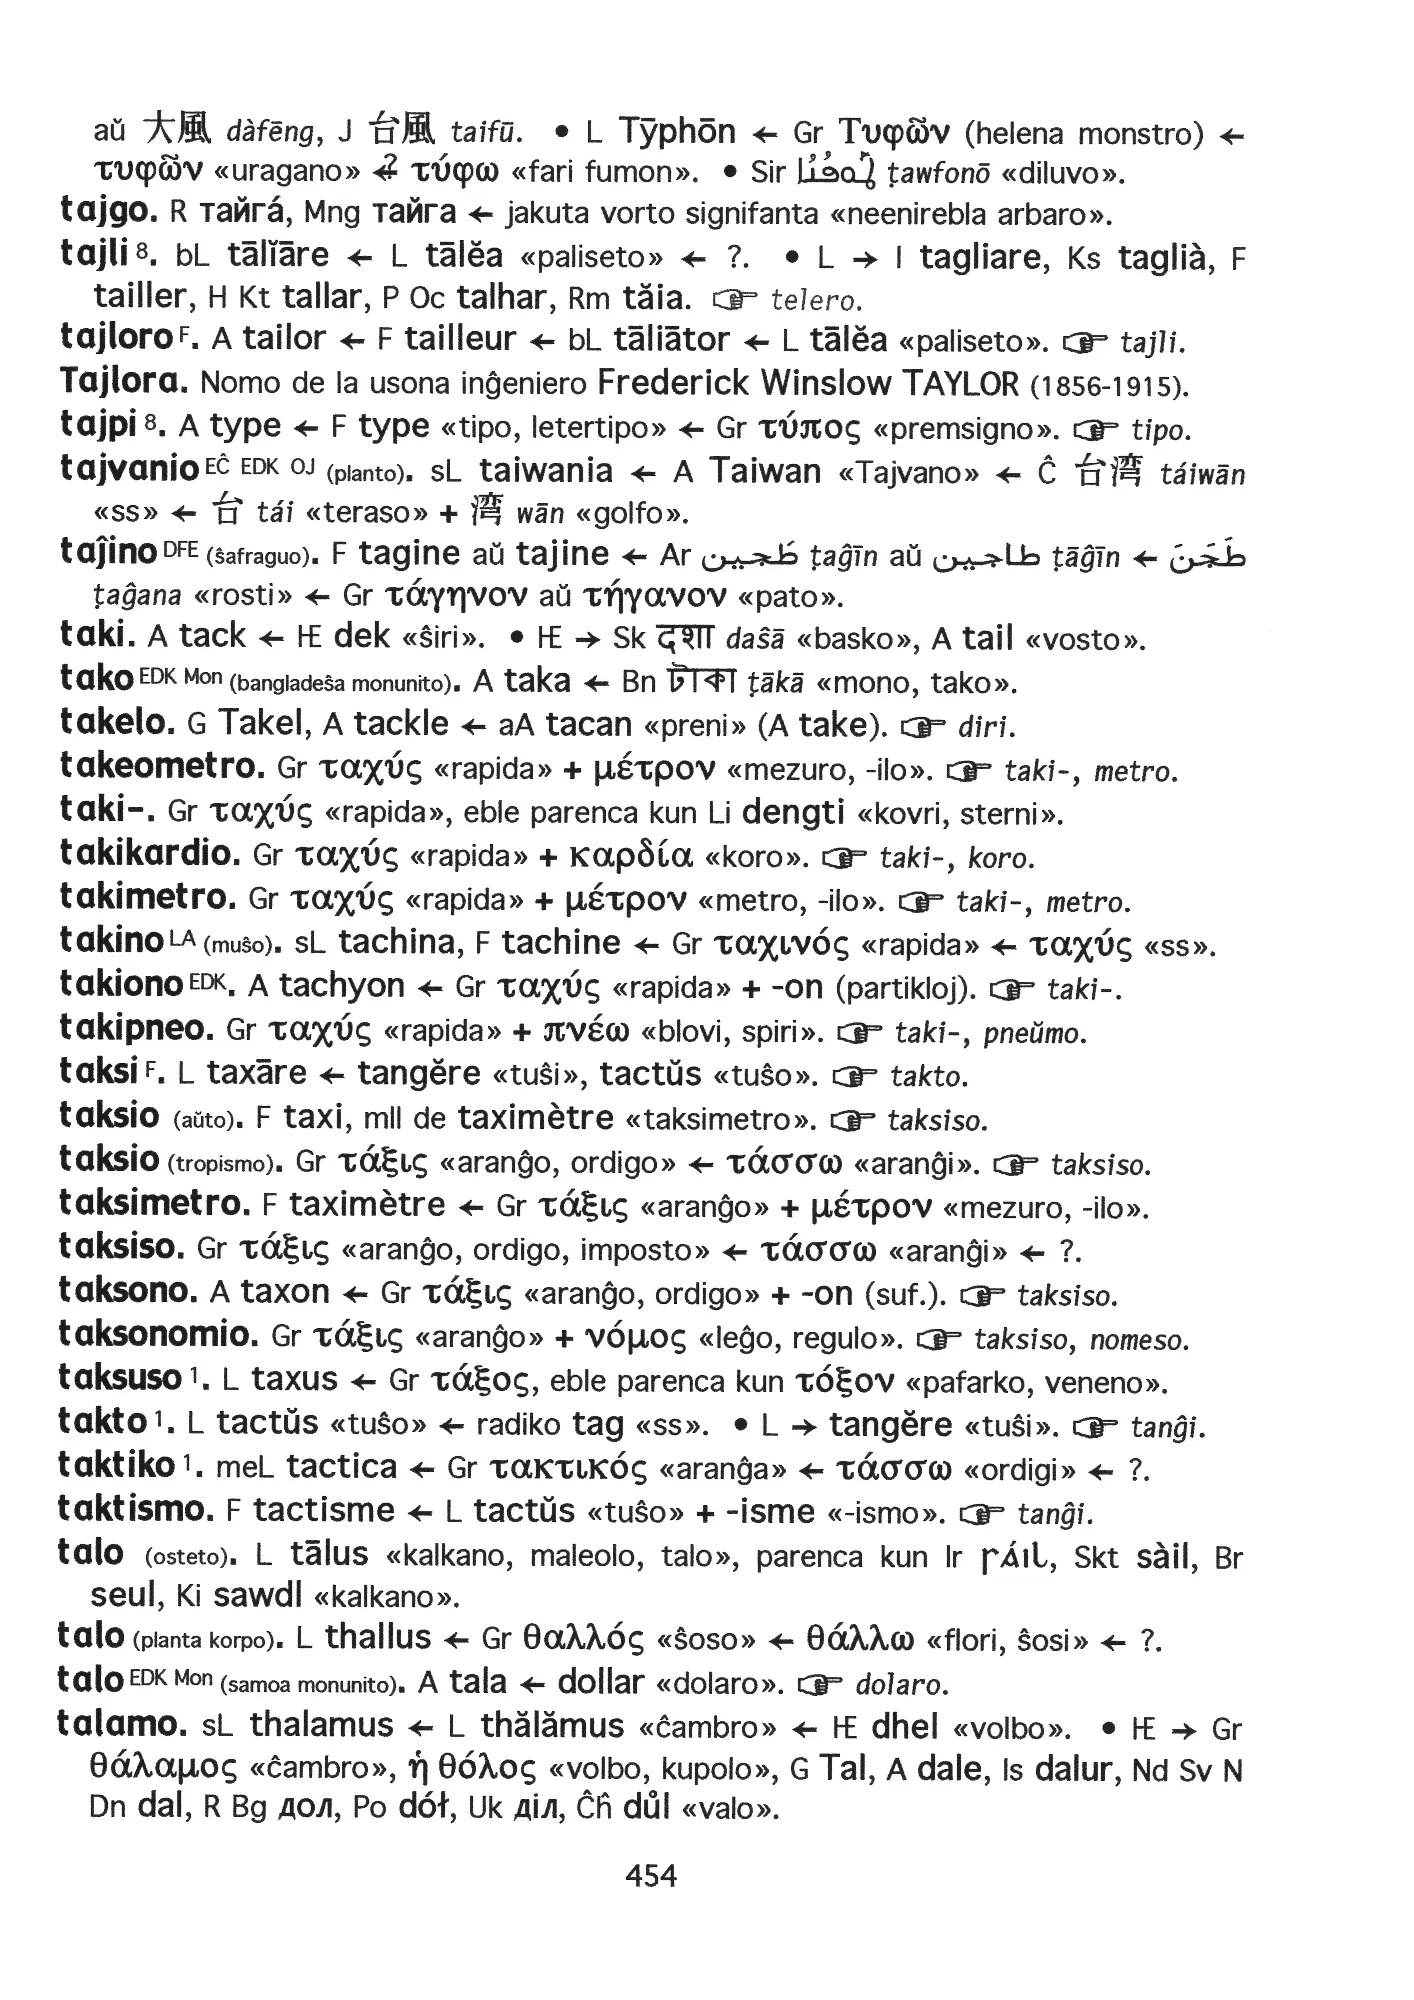 aŭ 大風 dàfēng, J 台風 taifū. • L Tȳphōn ← Gr Τυφῶν (helena monstro) ←
τυφῶν «uragano» ⃪? τύφω «fari fumon». • Sir ṭawfonō «diluvo».
tajgo. R тайга́, Mng тайга ← jakuta vorto signifanta «neenirebla arbaro».
tajli 8. bL tālĭāre ← L tālĕa «paliseto» ← ?. • L → I tagliare, Ks taglià, F
tailler, H Kt tallar, P Oc talhar, Rm tăia. ☞ telero.
tajloro F. A tailor ← F tailleur ← bL tāliātor ← L tālĕa «paliseto». ☞ tajli.
Tajlora. Nomo de la usona inĝeniero Frederick Winslow TAYLOR (1856-1915).
tajpi 8. A type ← F type «tipo, letertipo» ← Gr τύπος «premsigno». ☞ tipo.
tajvanio EĈ EDK OJ (planto). sL taiwania ← A Taiwan «Tajvano» ← Ĉ 台湾 táiwān
«ss» ← 台 tái «teraso» + 湾 wān «golfo».
taĵino DFE (ŝafraguo). F tagine aŭ tajine ← Ar طجين ṭaĝīn aŭ طاجين ṭāĝīn ← طَجَنَ
ṭaĝana «rosti» ← Gr τάγηνον aŭ τήγανον «pato».
taki. A tack ← IE dek «ŝiri». • IE → Sk दशा daŝā «basko», A tail «vosto».
tako EDK Mon (bangladeŝa monunito). A taka ← Bn টাকা ṭākā «mono, tako».
takelo. G Takel, A tackle ← aA tacan «preni» (A take). ☞ diri.
takeometro. Gr ταχύς «rapida» + μέτρον «mezuro, -ilo». ☞ taki-, metro.
taki-. Gr ταχύς «rapida», eble parenca kun Li dengti «kovri, sterni».
takikardio. Gr ταχύς «rapida» + καρδία «koro». ☞ taki-, koro.
takimetro. Gr ταχύς «rapida» + μέτρον «metro, -ilo». ☞ taki-, metro.
takino LA (muŝo). sL tachina, F tachine ← Gr ταχινός «rapida» ← ταχύς «ss».
takiono EDK. A tachyon ← Gr ταχύς «rapida» + -on (partikloj). ☞ taki-.
takipneo. Gr ταχύς «rapida» + πνέω «blovi, spiri». ☞ taki-, pneŭmo.
taksi F. L taxāre ← tangĕre «tuŝi», tactŭs «tuŝo». ☞ takto.
taksio (aŭto). F taxi, mll de taximètre «taksimetro». ☞ taksiso.
taksio (tropismo). Gr τάξις «aranĝo, ordigo» ← τάσσω «aranĝi». ☞ taksiso.
taksimetro. F taximètre ← Gr τάξις «aranĝo» + μέτρον «mezuro, -ilo».
taksiso. Gr τάξις «aranĝo, ordigo, imposto» ← τάσσω «aranĝi» ← ?.
taksono. A taxon ← Gr τάξις «aranĝo, ordigo» + -on (suf.). ☞ taksiso.
taksonomio. Gr τάξις «aranĝo» + νόμος «leĝo, regulo». ☞ taksiso, nomeso.
taksuso 1. L taxus ← Gr τάξος, eble parenca kun τόξον «pafarko, veneno».
takto 1. L tactŭs «tuŝo» ← radiko tag «ss». • L → tangĕre «tuŝi». ☞ tanĝi.
taktiko 1. meL tactica ← Gr τακτικός «aranĝa» ← τάσσω «ordigi» ← ?.
taktismo. F tactisme ← L tactŭs «tuŝo» + -isme «-ismo». ☞ tanĝi.
talo (osteto). L tālus «kalkano, maleolo, talo», parenca kun Ir ꞅáıl, Skt sàil, Br
seul, Ki sawdl «kalkano».
talo (planta korpo). L thallus ← Gr θαλλός «ŝoso» ← θάλλω «flori, ŝosi» ← ?.
talo EDK Mon (samoa monunito). A tala ← dollar «dolaro». ☞ dolaro.
talamo. sL thalamus ← L thălămus «ĉambro» ← IE dhel «volbo». • IE → Gr
θάλαμος «ĉambro», ἡ θόλος «volbo, kupolo», G Tal, A dale, Is dalur, Nd Sv N
Dn dal, R Bg дол, Po dół, Uk діл, Ĉĥ důl «valo».
454